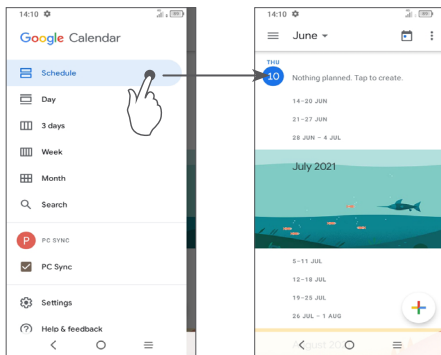 14:10
Google Calendar
Schedule
Day
3 days
Week
Month
Search
P
PC SYNC
PC Sync
Settings
Help & feedback
14:10
June
THU
10
Nothing planned. Tap to create.
14–20 JUN
21–27 JUN
28 JUN – 4 JUL
July 2021
5–11 JUL
12–18 JUL
19–25 JUL
26 JUL – 1 AUG
August 20